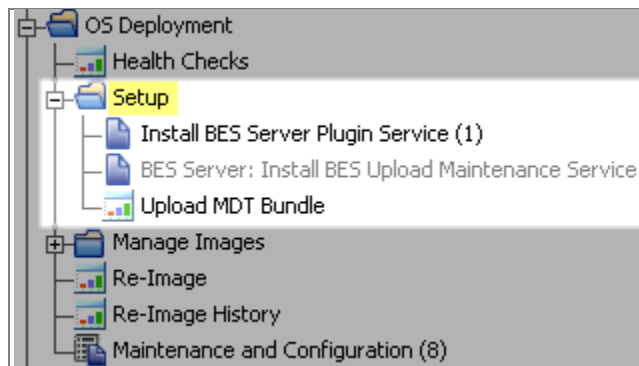 OS Deployment
Health Checks
Setup
Install BES Server Plugin Service (1)
BES Server: Install BES Upload Maintenance Service
Upload MDT Bundle
Manage Images
Re-Image
Re-Image History
Maintenance and Configuration (8)